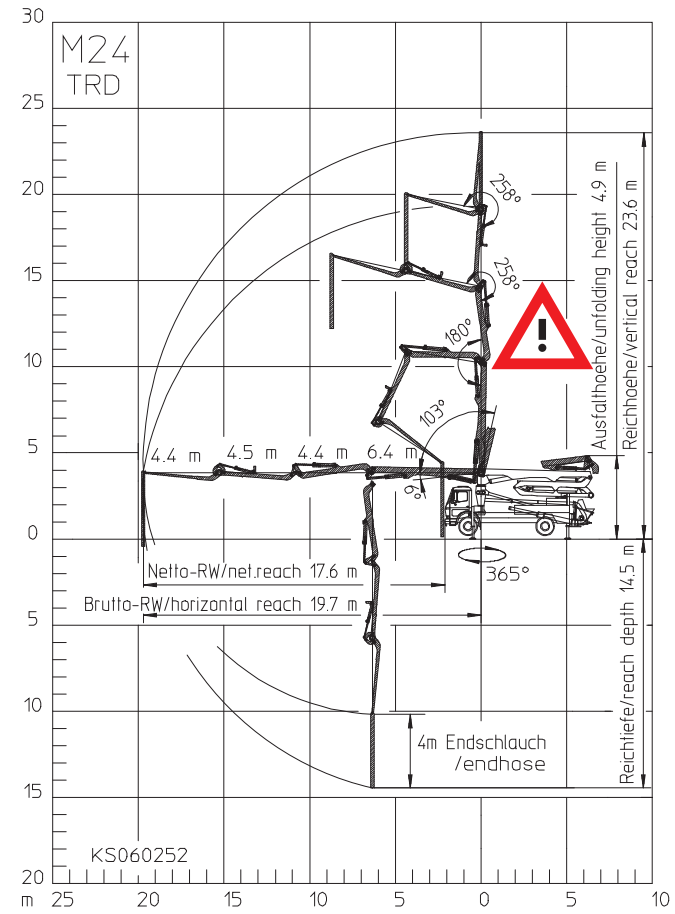 30
M24
TRD
25
20
15
10
5
0
5
10
15
20
m
25
20
15
10
5
0
5
10
258°
258°
180°
103°
6°
365°
!
4.4 m
4.5 m
4.4 m
6.4 m
Netto-RW/net.reach 17.6 m
Brutto-RW/horizontal reach 19.7 m
4m Endschlauch
/endhose
Ausfalthoehe/unfolding height 4.9 m
Reichhoehe/vertical reach 23.6 m
Reichtiefe/reach depth 14.5 m
KS060252